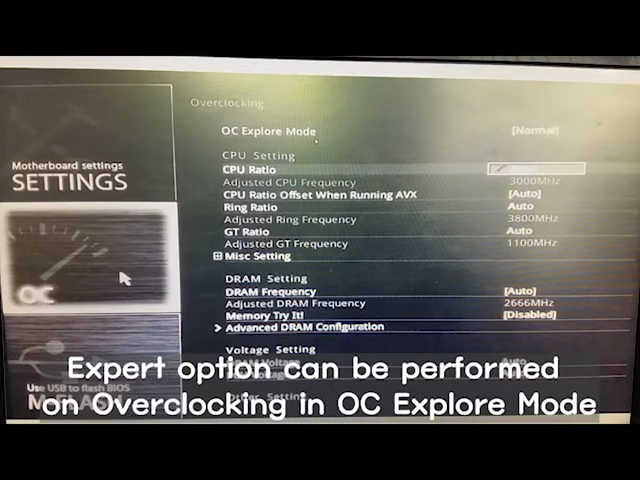 Overclocking
OC Explore Mode [Normal]
CPU Setting
Motherboard settings
SETTINGS
CPU Ratio
Adjusted CPU Frequency 3000MHz
CPU Ratio Offset When Running AVX [Auto]
Ring Ratio Auto
Adjusted Ring Frequency 3800MHz
GT Ratio Auto
Adjusted GT Frequency 1100MHz
Misc Setting
OC
DRAM Setting
DRAM Frequency [Auto]
Adjusted DRAM Frequency 2666MHz
Memory Try It! [Disabled]
> Advanced DRAM Configuration
Voltage Setting
Auto
Use USB to flash BIOS
Expert option can be performed
on Overclocking in OC Explore Mode